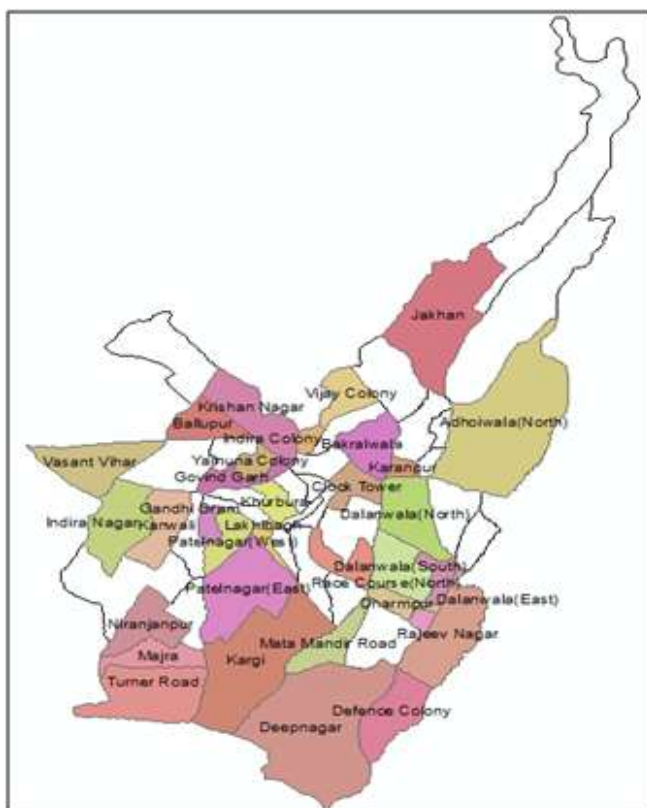 Jakhan
Vijay Colony
Krishan Nagar
Ballupur
Adhoiwala(North)
Indira Colony
Bakralwala
Vasant Vihar
Yamuna Colony
Karanpur
Govind Garh
Clock Tower
Khurbura
Gandhi Gram
Dalanwala(North)
Indira Nagar
Kanwali
Lakhibagh
Patelnagar(West)
Dalanwala(South)
Race Course(North)
Patelnagar(East)
Dharmpur
Dalanwala(East)
Niranjanpur
Rajeev Nagar
Mata Mandir Road
Majra
Kargi
Turner Road
Defence Colony
Deepnagar